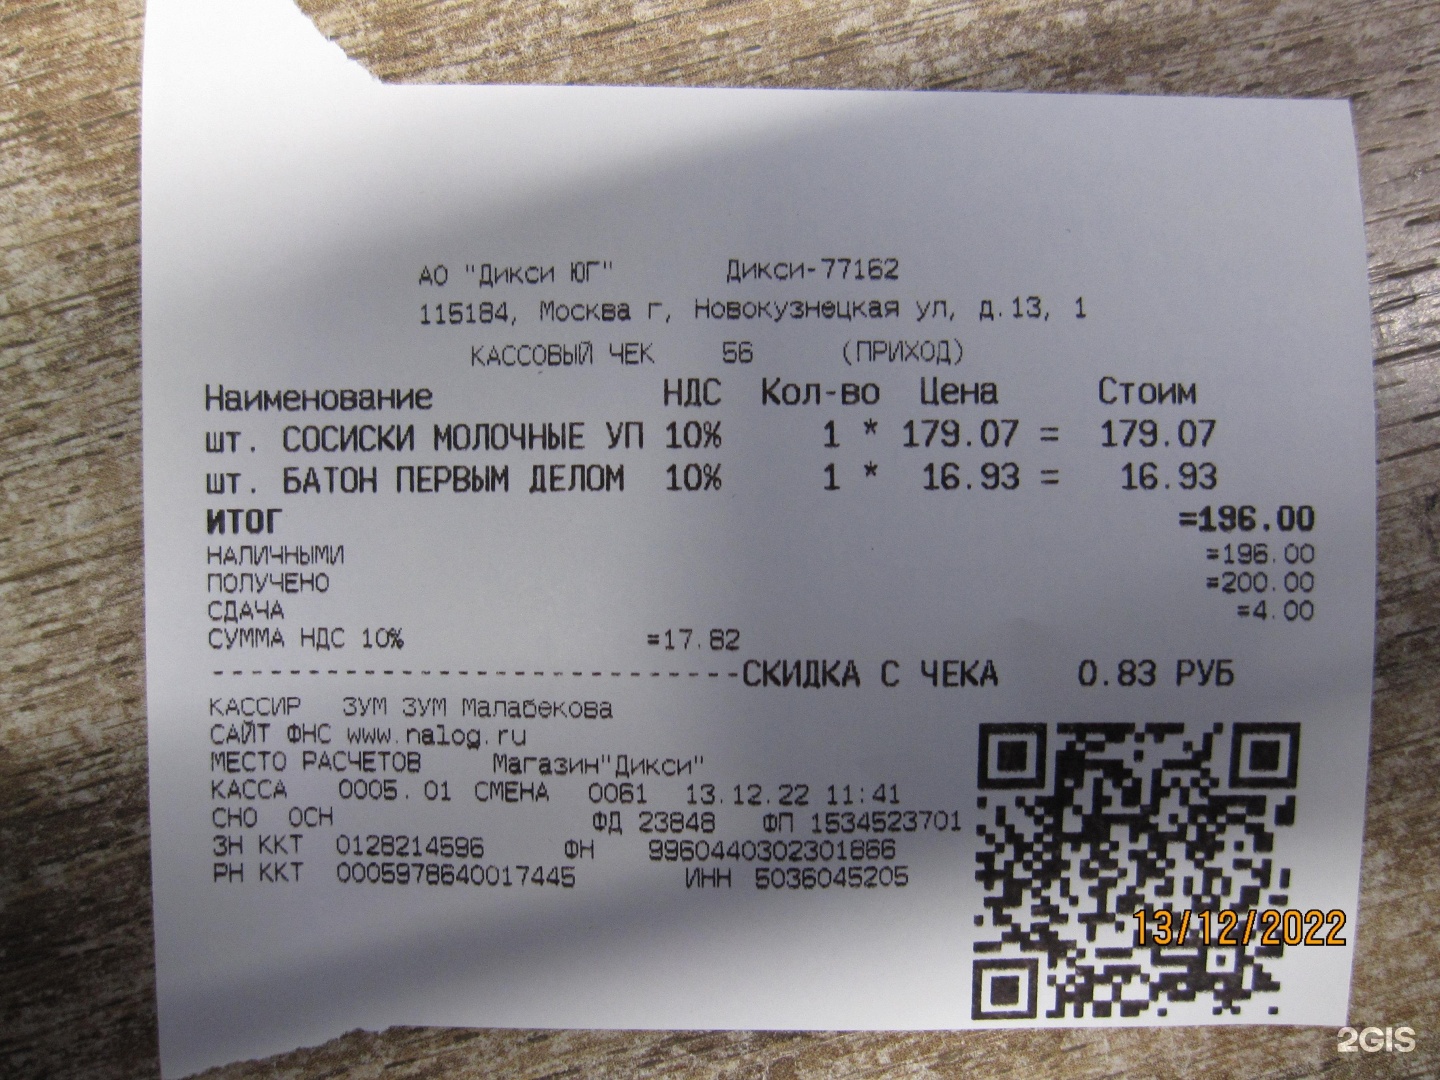 АО "Дикси ЮГ" Дикси-77162
115184, Москва г, Новокузнецкая ул, д.13, 1
КАССОВЫЙ ЧЕК 56 (ПРИХОД)
Наименование НДС Кол-во Цена Стоим
шт. СОСИСКИ МОЛОЧНЫЕ УП 10% 1 * 179.07 = 179.07
шт. БАТОН ПЕРВЫМ ДЕЛОМ 10% 1 * 16.93 = 16.93
ИТОГ =196.00
НАЛИЧНЫМИ =196.00
ПОЛУЧЕНО =200.00
СДАЧА =4.00
СУММА НДС 10% =17.82
-----------------------------СКИДКА С ЧЕКА 0.83 РУБ
КАССИР ЗУМ ЗУМ Малабекова
САЙТ ФНС www.nalog.ru
МЕСТО РАСЧЕТОВ Магазин"Дикси"
КАССА 0005.01 СМЕНА 0061 13.12.22 11:41
СНО ОСН ФД 23848 ФП 1534523701
ЗН ККТ 0128214596 ФН 9960440302301866
РН ККТ 0005978640017445 ИНН 5036045205
13/12/2022
2GIS